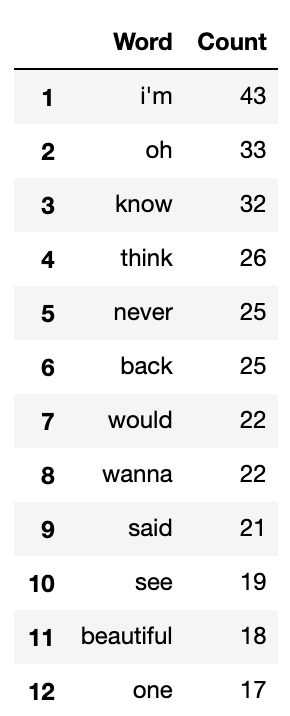 Word Count
1 i'm 43
2 oh 33
3 know 32
4 think 26
5 never 25
6 back 25
7 would 22
8 wanna 22
9 said 21
10 see 19
11 beautiful 18
12 one 17